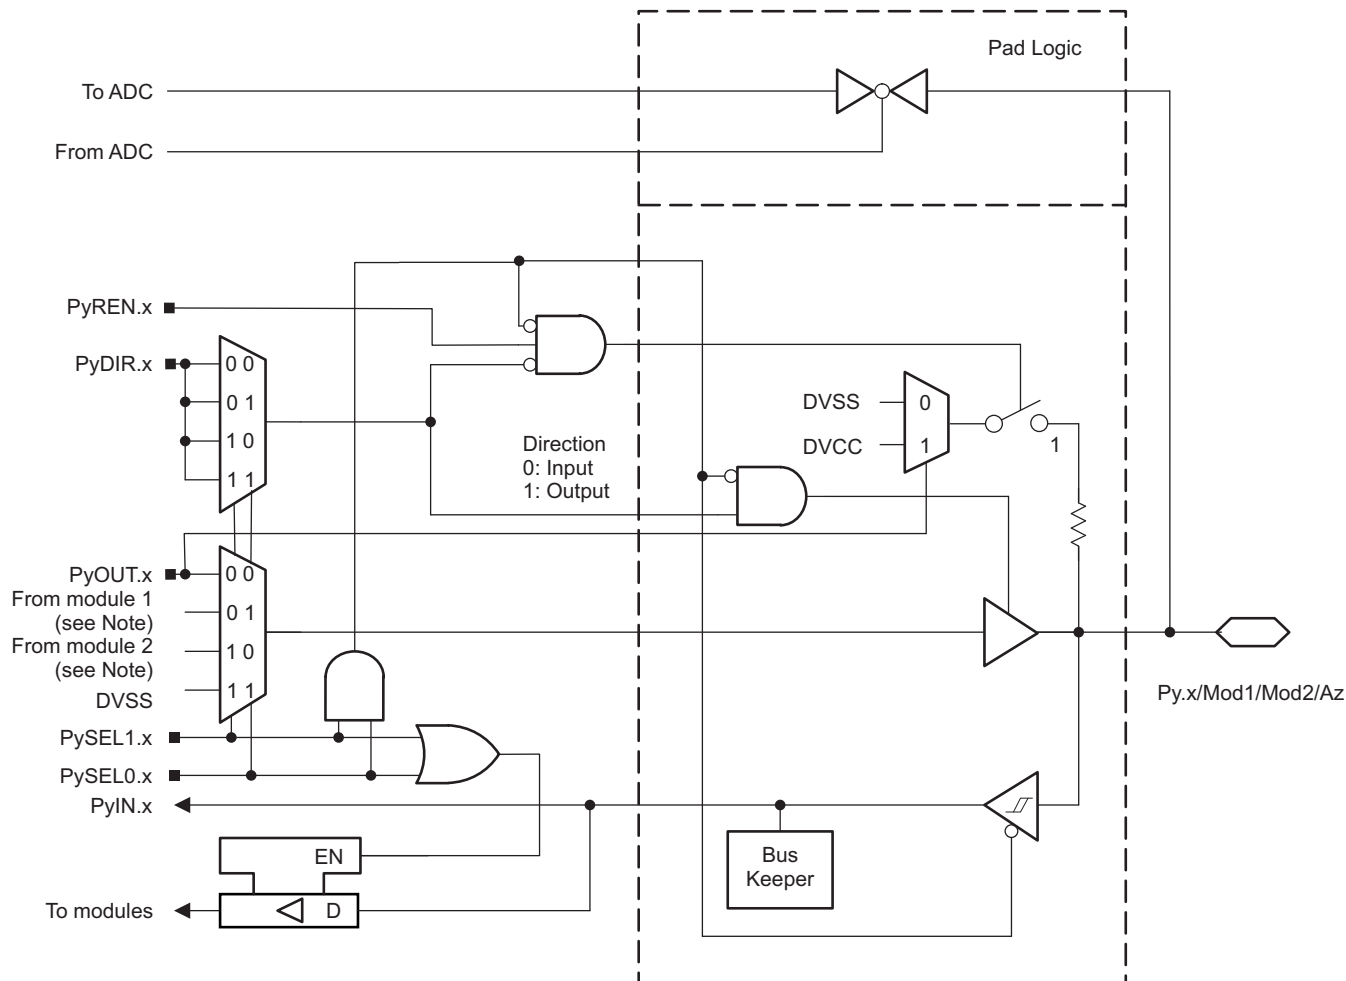 Pad Logic
To ADC
From ADC
PyREN.x
PyDIR.x
0 0
0 1
1 0
1 1
Direction
0: Input
1: Output
DVSS
0
DVCC
1
1
PyOUT.x
0 0
From module 1
(see Note)
0 1
From module 2
(see Note)
1 0
DVSS
1 1
Py.x/Mod1/Mod2/Az
PySEL1.x
PySEL0.x
PyIN.x
Bus
Keeper
EN
To modules
D